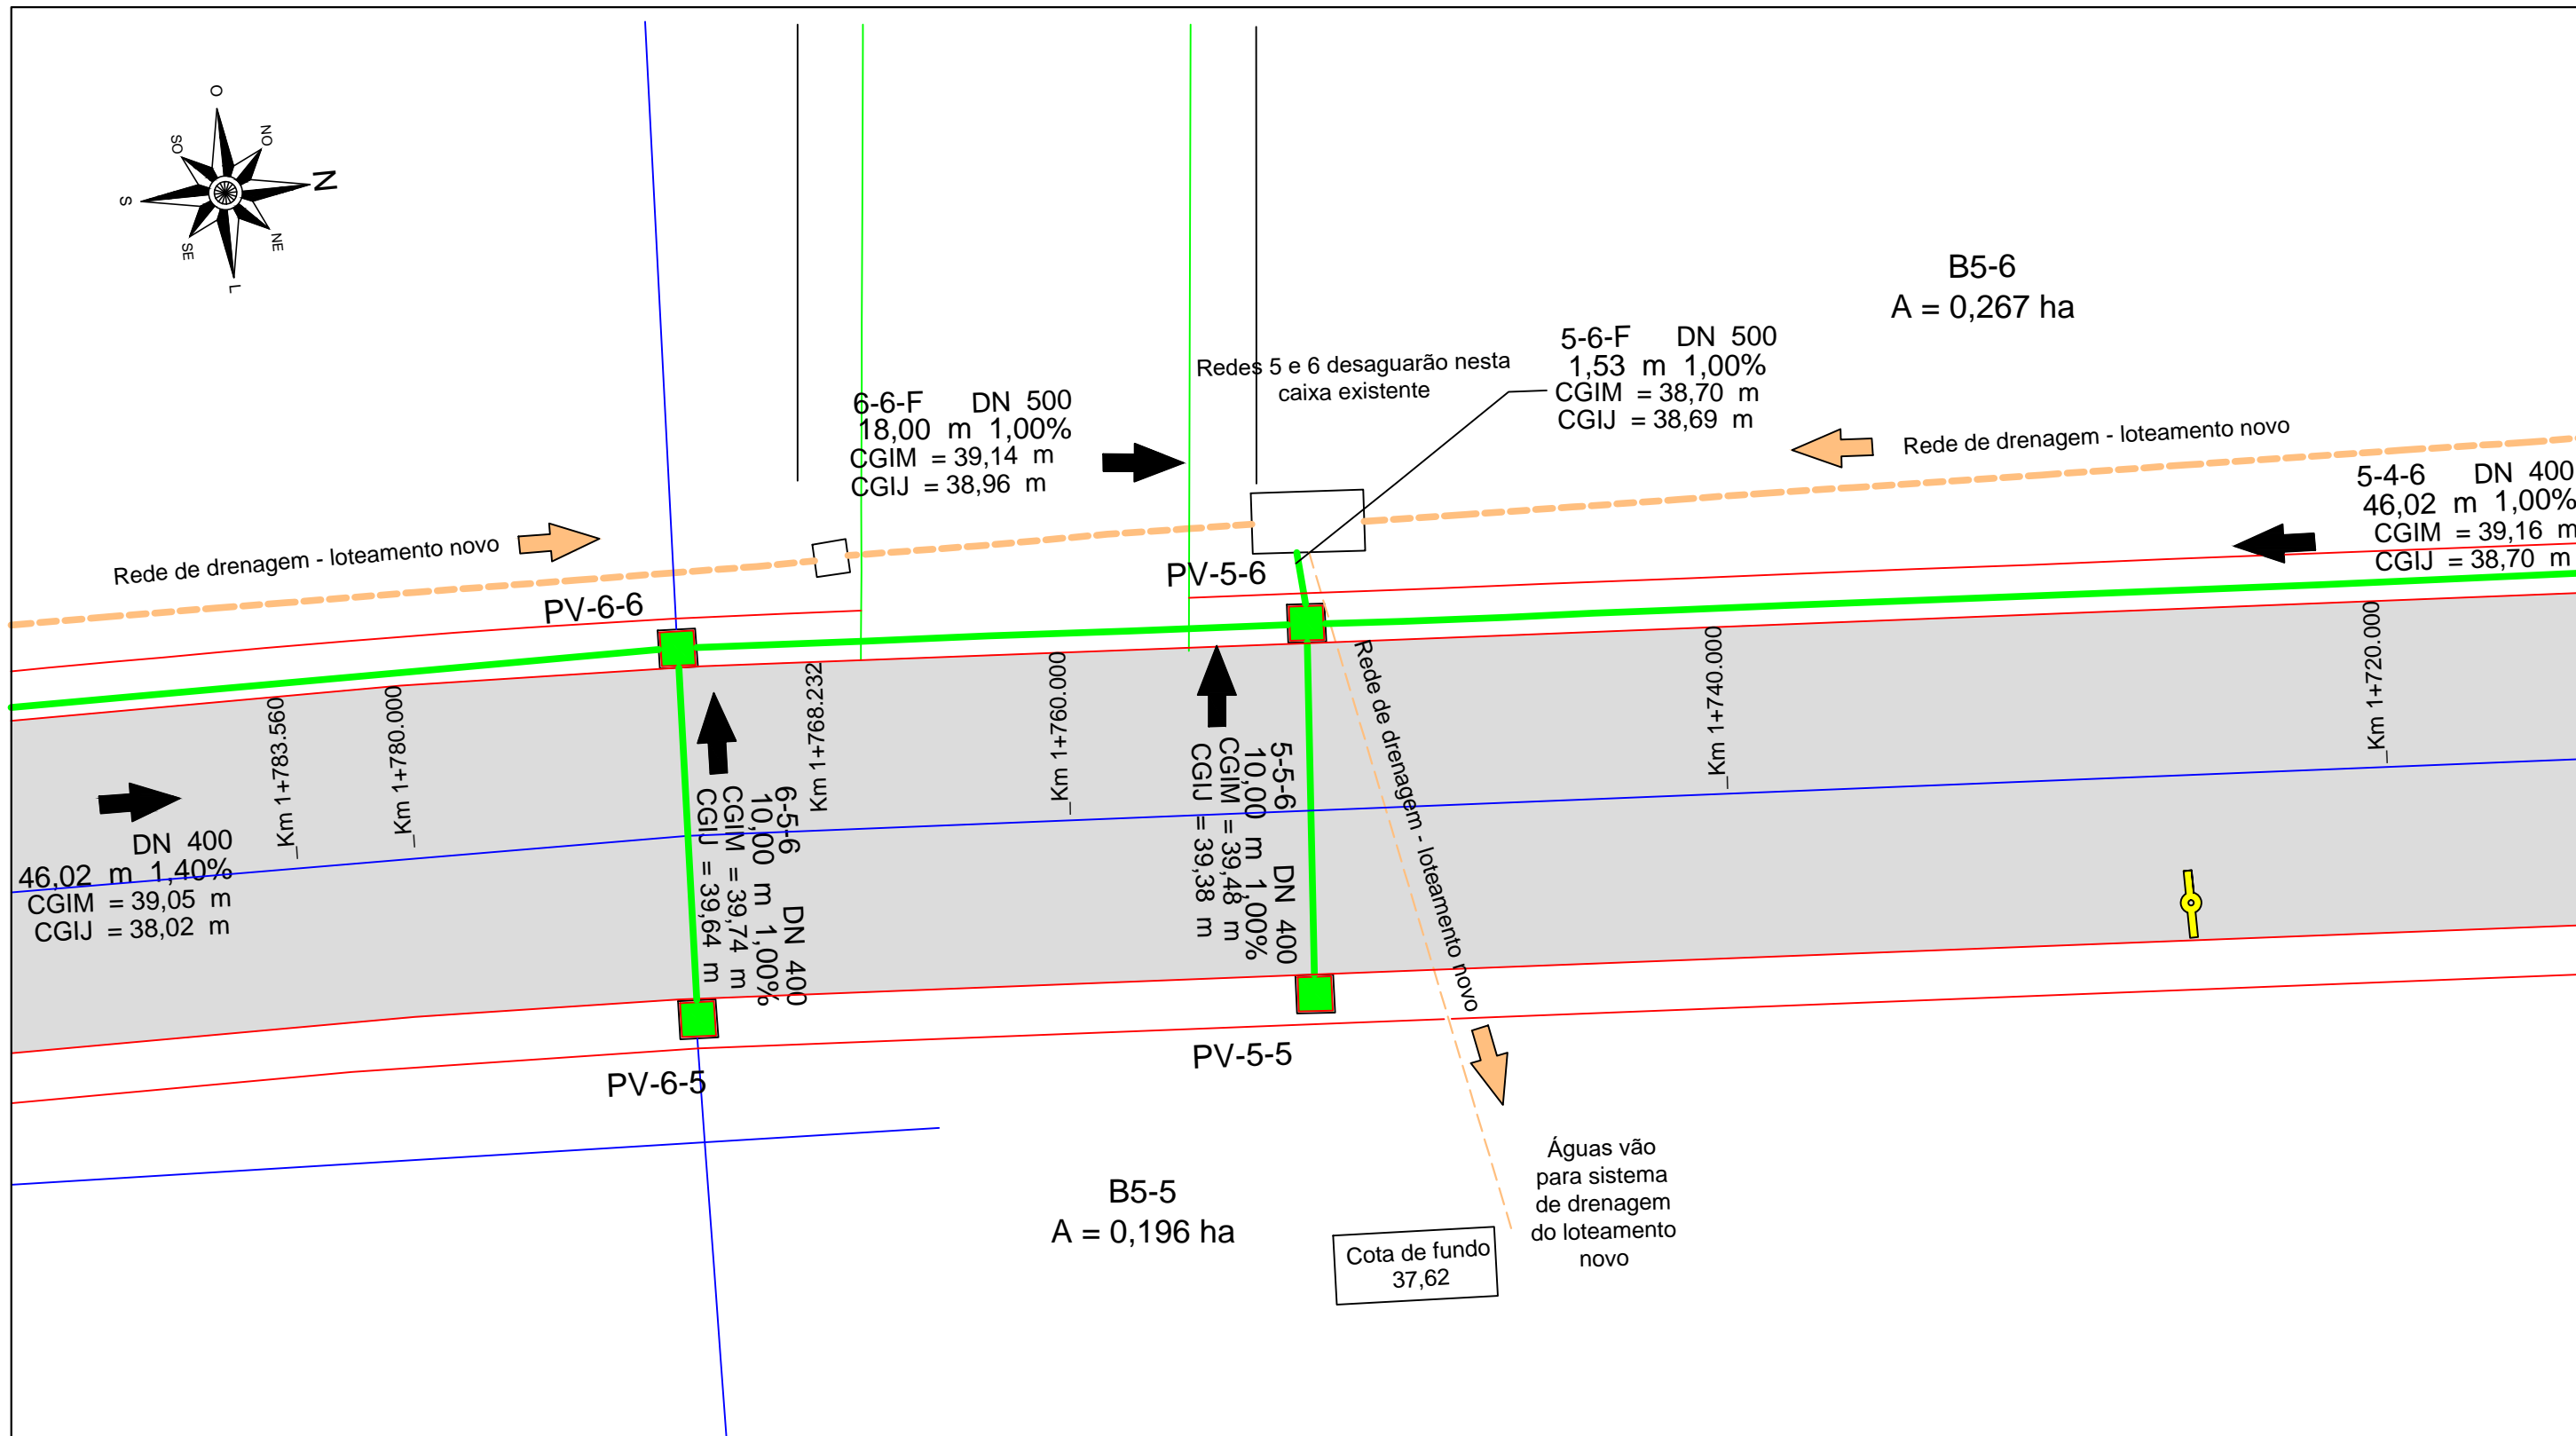 O
NO
N
NE
L
SE
S
SO
B5-6
A = 0,267 ha
5-6-F DN 500
1,53 m 1,00%
CGIM = 38,70 m
CGIJ = 38,69 m
Redes 5 e 6 desaguarão nesta
caixa existente
6-6-F DN 500
18,00 m 1,00%
CGIM = 39,14 m
CGIJ = 38,96 m
Rede de drenagem - loteamento novo
5-4-6 DN 400
46,02 m 1,00%
CGIM = 39,16 m
CGIJ = 38,70 m
Rede de drenagem - loteamento novo
PV-6-6
PV-5-6
_Km 1+783.560
_Km 1+780.000
Km 1+768.232
_Km 1+760.000
_Km 1+740.000
_Km 1+720.000
Rede de drenagem - loteamento novo
6-5-6 DN 400
10,00 m 1,00%
CGIM = 39,74 m
CGIJ = 39,64 m
5-5-6 DN 400
10,00 m 1,00%
CGIM = 39,48 m
CGIJ = 39,38 m
DN 400
46,02 m 1,40%
CGIM = 39,05 m
CGIJ = 38,02 m
PV-6-5
PV-5-5
B5-5
A = 0,196 ha
Águas vão
para sistema
de drenagem
do loteamento
novo
Cota de fundo
37,62